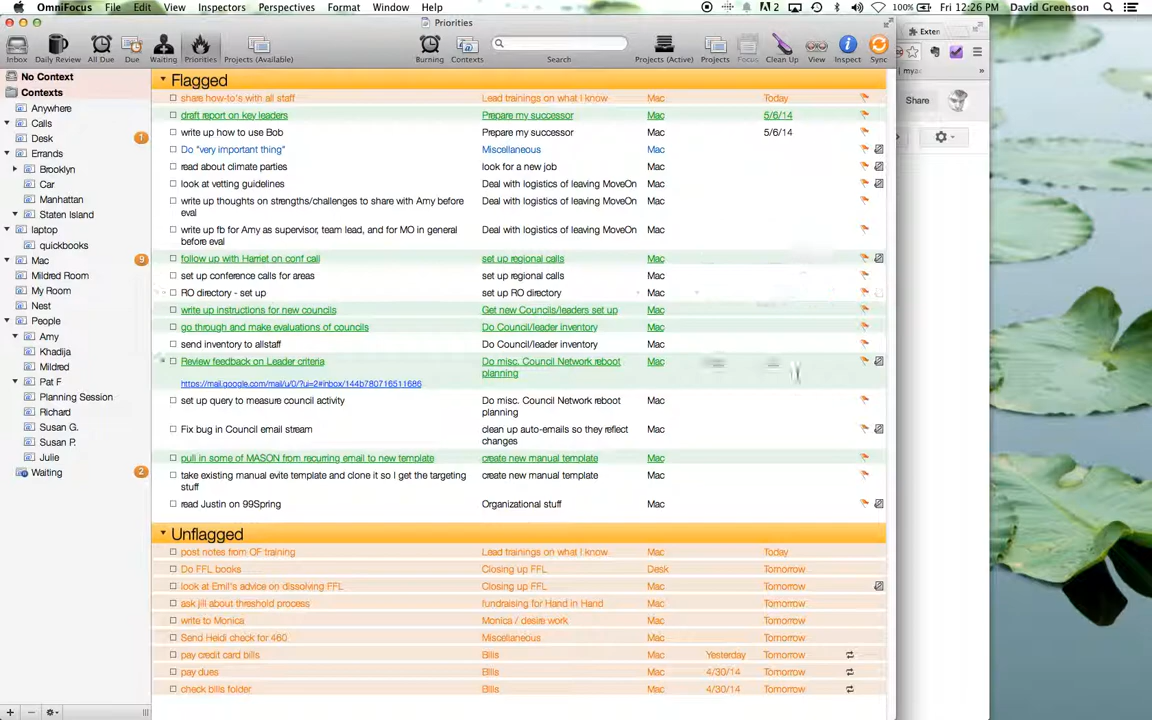 OmniFocus File Edit View Inspectors Perspectives Format Window Help 2 100% Fri 12:26 PM David Greenson
Priorities
Exten
Inbox Daily Review All Due Due Waiting Priorities Projects (Available) Burning Contexts Search Projects (Active) Projects Focus Clean Up View Inspect Sync
| mya
»
Share
No Context
Contexts
Anywhere
Calls
Desk 1
Errands
Brooklyn
Car
Manhattan
Staten Island
laptop
quickbooks
Mac 9
Mildred Room
My Room
Nest
People
Amy
Khadija
Mildred
Pat F
Planning Session
Richard
Susan G.
Susan P.
Julie
Waiting 2
Flagged
share how-to's with all staff Lead trainings on what I know Mac Today
draft report on key leaders Prepare my successor Mac 5/6/14
write up how to use Bob Prepare my successor Mac 5/6/14
Do "very important thing" Miscellaneous Mac
read about climate parties look for a new job Mac
look at vetting guidelines Deal with logistics of leaving MoveOn Mac
write up thoughts on strengths/challenges to share with Amy before Deal with logistics of leaving MoveOn Mac
eval
write up fb for Amy as supervisor, team lead, and for MO in general Deal with logistics of leaving MoveOn Mac
before eval
follow up with Harriet on conf call set up regional calls Mac
set up conference calls for areas set up regional calls Mac
RO directory - set up set up RO directory Mac
write up instructions for new councils Get new Councils/leaders set up Mac
go through and make evaluations of councils Do Council/leader inventory Mac
send inventory to allstaff Do Council/leader inventory Mac
Review feedback on Leader criteria Do misc. Council Network reboot Mac
planning
https://mail.google.com/mail/u/0/?ui=2#inbox/144b780716511686
set up query to measure council activity Do misc. Council Network reboot Mac
planning
Fix bug in Council email stream clean up auto-emails so they reflect Mac
changes
pull in some of MASON from recurring email to new template create new manual template Mac
take existing manual evite template and clone it so I get the targeting create new manual template Mac
stuff
read Justin on 99Spring Organizational stuff Mac
Unflagged
post notes from OF training Lead trainings on what I know Mac Today
Do FFL books Closing up FFL Desk Tomorrow
look at Emil's advice on dissolving FFL Closing up FFL Mac Tomorrow
ask jill about threshold process fundraising for Hand in Hand Mac Tomorrow
write to Monica Monica / desk work Mac Tomorrow
Send Heidi check for 460 Miscellaneous Mac Tomorrow
pay credit card bills Bills Mac Yesterday Tomorrow
pay dues Bills Mac 4/30/14 Tomorrow
check bills folder Bills Mac 4/30/14 Tomorrow